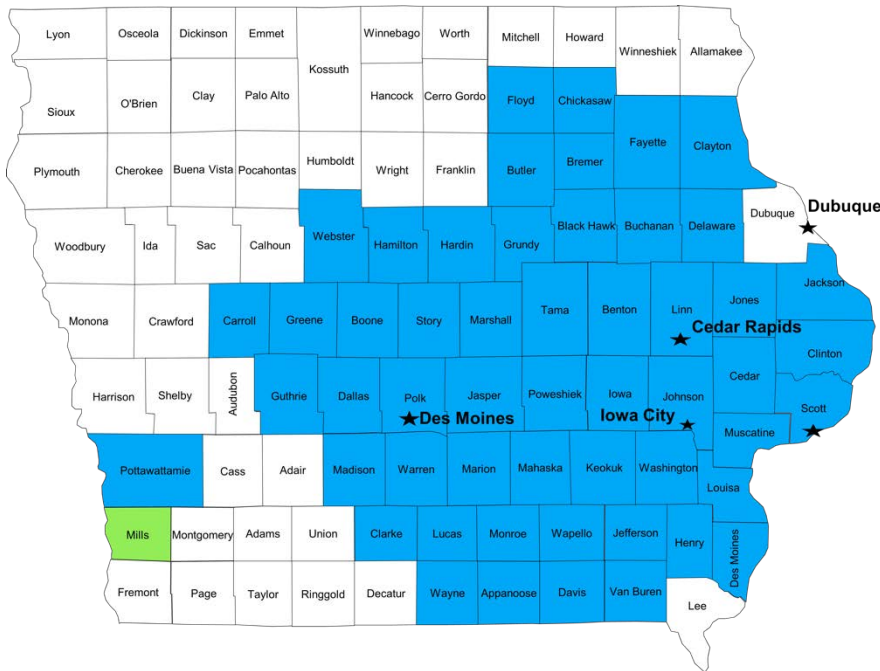 Lyon
Osceola
Dickinson
Emmet
Kossuth
Winnebago
Worth
Mitchell
Howard
Winneshiek
Allamakee
Sioux
O'Brien
Clay
Palo Alto
Hancock
Cerro Gordo
Floyd
Chickasaw
Fayette
Clayton
Plymouth
Cherokee
Buena Vista
Pocahontas
Humboldt
Wright
Franklin
Butler
Bremer
Woodbury
Ida
Sac
Calhoun
Webster
Hamilton
Hardin
Grundy
Black Hawk
Buchanan
Delaware
Dubuque
Dubuque
Monona
Crawford
Carroll
Greene
Boone
Story
Marshall
Tama
Benton
Linn
Cedar Rapids
Jones
Jackson
Clinton
Harrison
Shelby
Audubon
Guthrie
Dallas
Polk
Des Moines
Jasper
Poweshiek
Iowa
Johnson
Iowa City
Cedar
Scott
Muscatine
Pottawattamie
Cass
Adair
Madison
Warren
Marion
Mahaska
Keokuk
Washington
Louisa
Mills
Montgomery
Adams
Union
Clarke
Lucas
Monroe
Wapello
Jefferson
Henry
Des Moines
Fremont
Page
Taylor
Ringgold
Decatur
Wayne
Appanoose
Davis
Van Buren
Lee